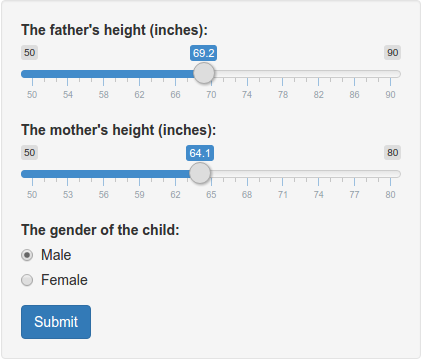 The father's height (inches):
50 69.2 90
50 54 58 62 66 70 74 78 82 86 90
The mother's height (inches):
50 64.1 80
50 53 56 59 62 65 68 71 74 77 80
The gender of the child:
Male
Female
Submit